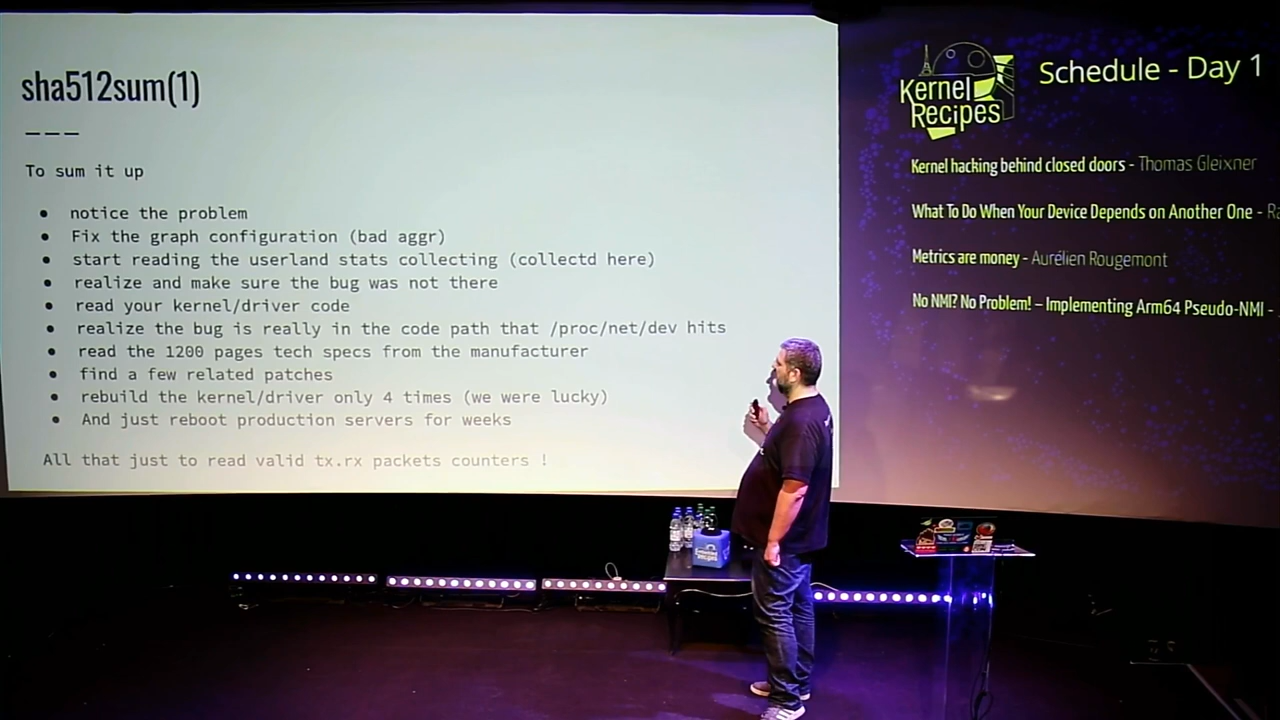 sha512sum(1)
---
To sum it up
● notice the problem
● Fix the graph configuration (bad aggr)
● start reading the userland stats collecting (collectd here)
● realize and make sure the bug was not there
● read your kernel/driver code
● realize the bug is really in the code path that /proc/net/dev hits
● read the 1200 pages tech specs from the manufacturer
● find a few related patches
● rebuild the kernel/driver only 4 times (we were lucky)
● And just reboot production servers for weeks
All that just to read valid tx.rx packets counters !
Kernel
Recipes
Schedule - Day 1
Kernel hacking behind closed doors - Thomas Gleixner
What To Do When Your Device Depends on Another One - Ra
Metrics are money - Aurélien Rougemont
No NMI? No Problem! – Implementing Arm64 Pseudo-NMI -